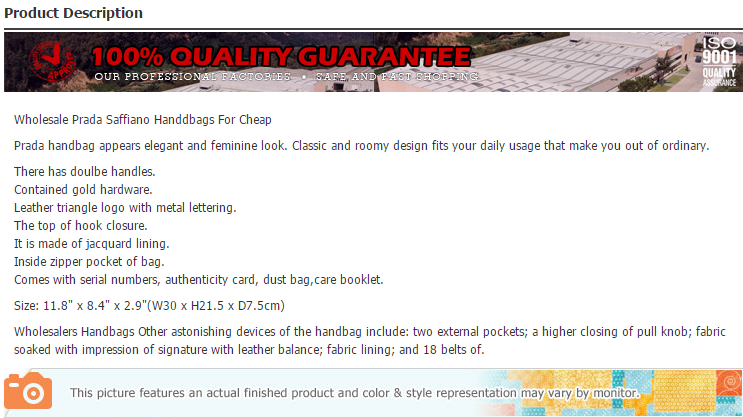 Product Description
100% QUALITY GUARANTEE
OUR PROFESSIONAL FACTORIES • SAFE AND FAST SHOPPING
ISO
9001
QUALITY
ASSURANCE
Wholesale Prada Saffiano Handdbags For Cheap
Prada handbag appears elegant and feminine look. Classic and roomy design fits your daily usage that make you out of ordinary.
There has doulbe handles.
Contained gold hardware.
Leather triangle logo with metal lettering.
The top of hook closure.
It is made of jacquard lining.
Inside zipper pocket of bag.
Comes with serial numbers, authenticity card, dust bag,care booklet.
Size: 11.8" x 8.4" x 2.9"(W30 x H21.5 x D7.5cm)
Wholesalers Handbags Other astonishing devices of the handbag include: two external pockets; a higher closing of pull knob; fabric
soaked with impression of signature with leather balance; fabric lining; and 18 belts of.
This picture features an actual finished product and color & style representation may vary by monitor.